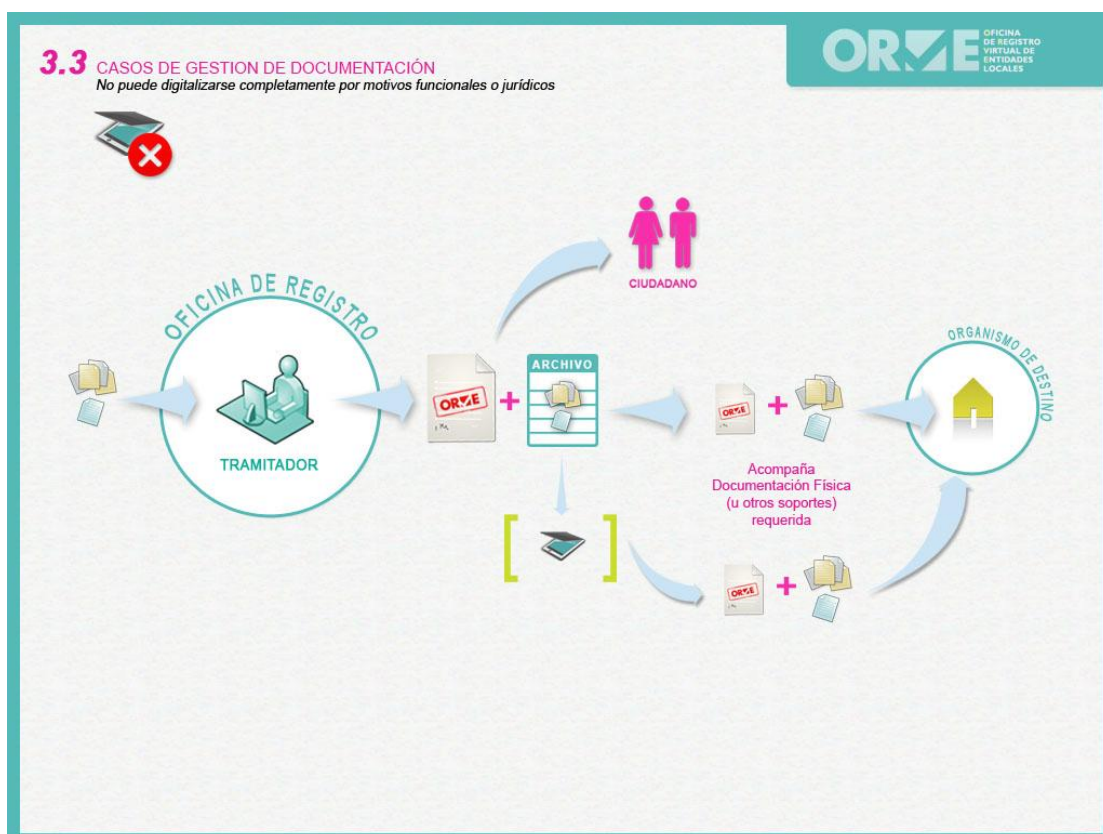 3.3 CASOS DE GESTION DE DOCUMENTACIÓN
No puede digitalizarse completamente por motivos funcionales o jurídicos
ORVE
OFICINA
DE REGISTRO
VIRTUAL DE
ENTIDADES
LOCALES
CIUDADANO
OFICINA DE REGISTRO
TRAMITADOR
ORVE
+
ARCHIVO
ORVE
+
ORGANISMO DE DESTINO
Acompaña
Documentación Física
(u otros soportes)
requerida
[ ]
ORVE
+